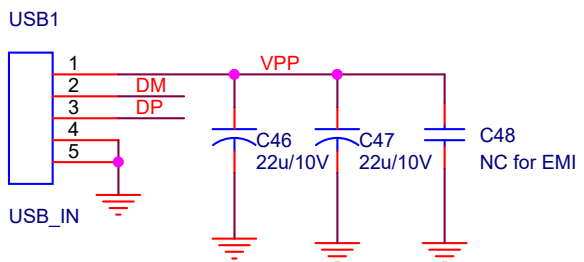 USB1
1
VPP
2
DM
3
DP
4
5
C46
22u/10V
C47
22u/10V
C48
NC for EMI
USB_IN